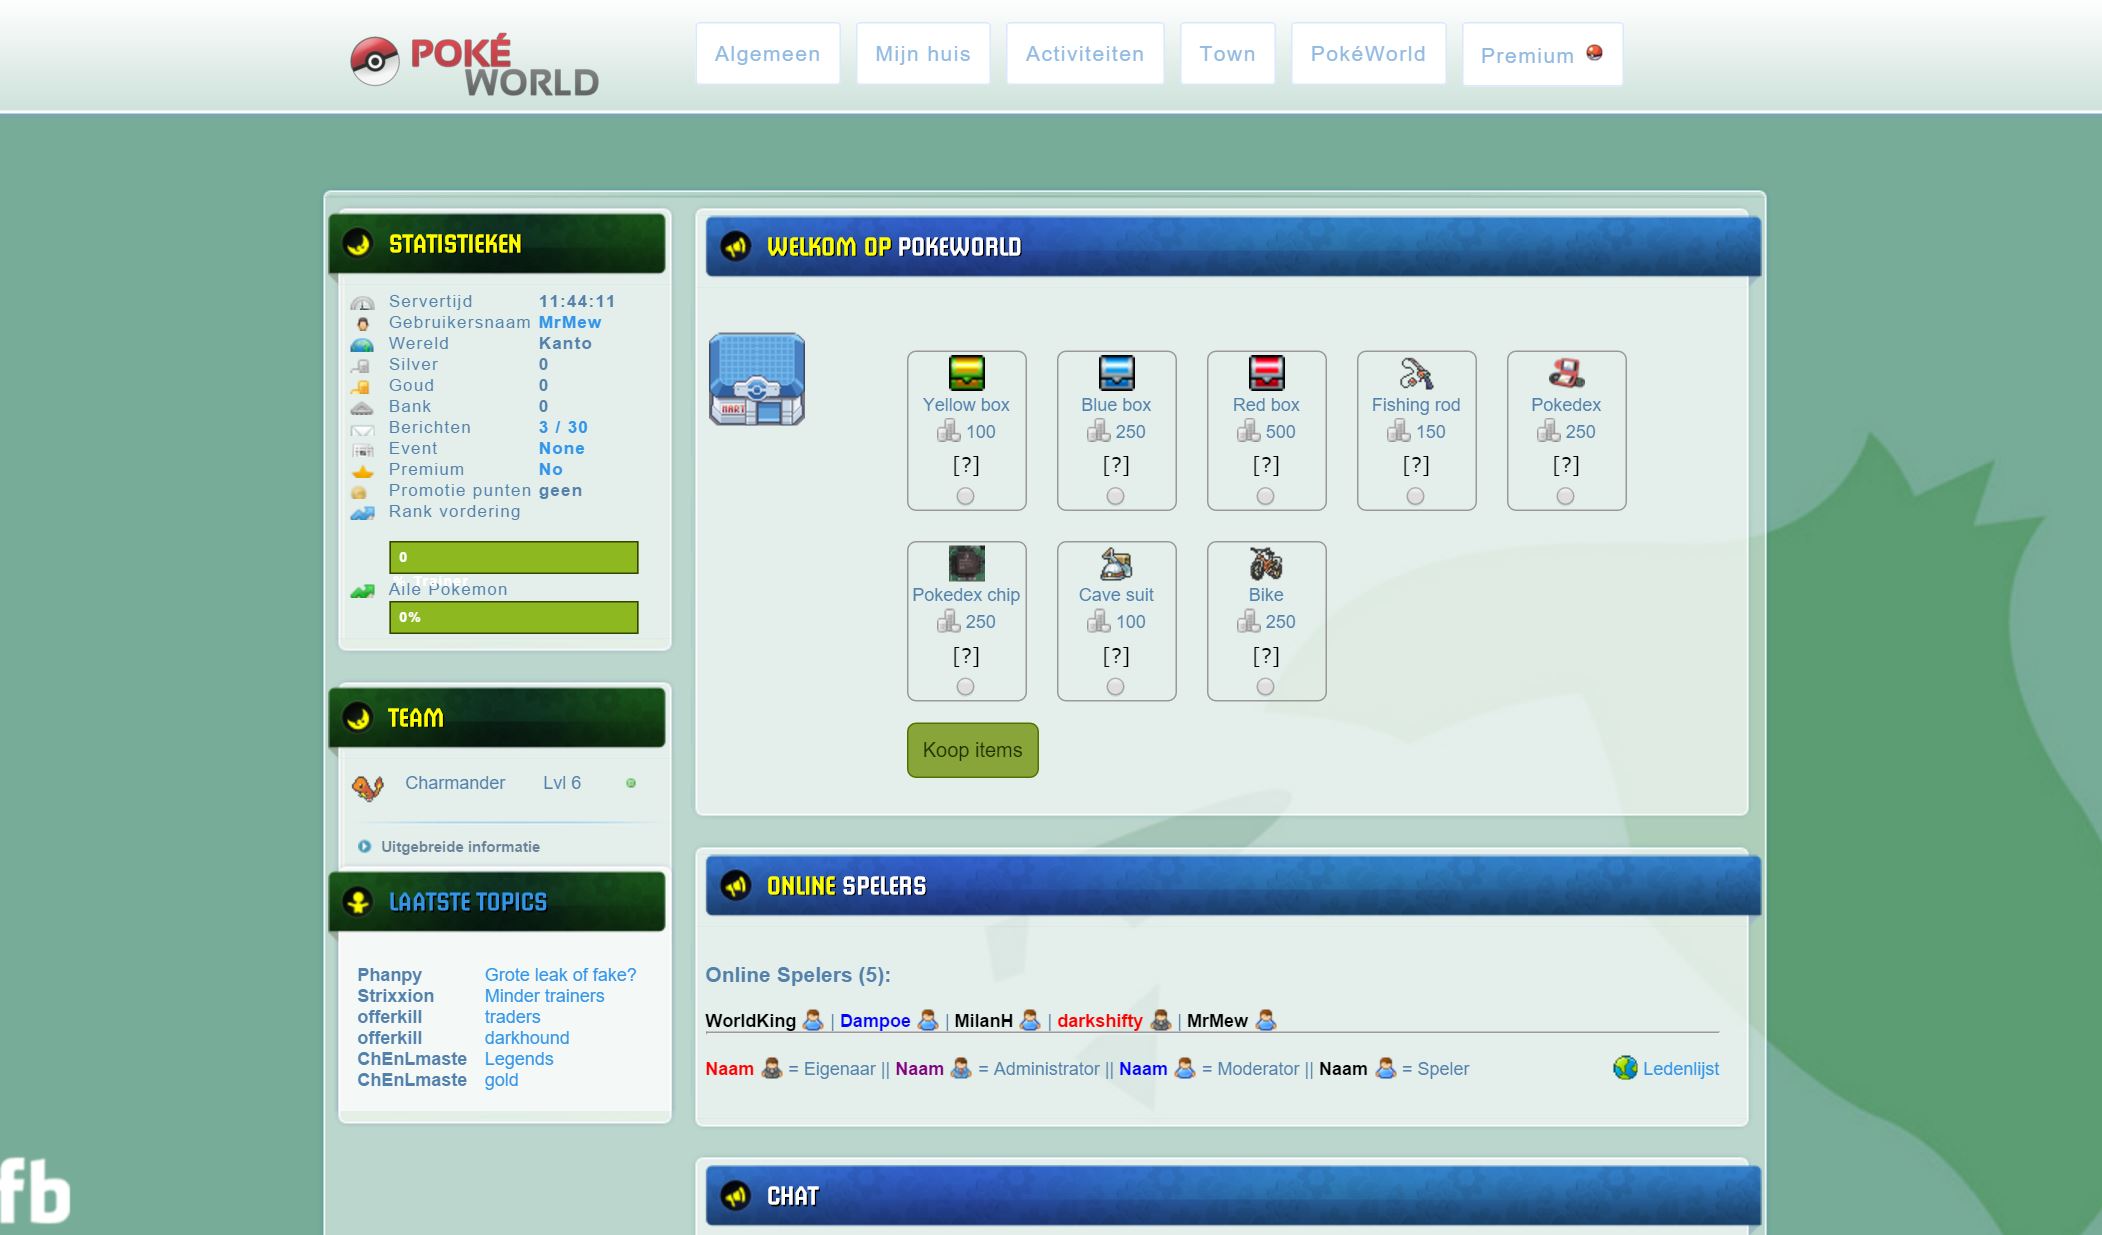 POKÉ
WORLD
Algemeen Mijn huis Activiteiten Town PokéWorld Premium
STATISTIEKEN
Servertijd 11:44:11
Gebruikersnaam MrMew
Wereld Kanto
Silver 0
Goud 0
Bank 0
Berichten 3 / 30
Event None
Premium No
Promotie punten geen
Rank vordering
0
% Trainer
Alle Pokemon
0%
TEAM
Charmander Lvl 6
Uitgebreide informatie
LAATSTE TOPICS
Phanpy Grote leak of fake?
Strixxion Minder trainers
offerkill traders
offerkill darkhound
ChEnLmaste Legends
ChEnLmaste gold
WELKOM OP POKEWORLD
MART
Yellow box Blue box Red box Fishing rod Pokedex
100 250 500 150 250
[?] [?] [?] [?] [?]
Pokedex chip Cave suit Bike
250 100 250
[?] [?] [?]
Koop items
ONLINE SPELERS
Online Spelers (5):
WorldKing | Dampoe | MilanH | darkshifty | MrMew
Naam = Eigenaar || Naam = Administrator || Naam = Moderator || Naam = Speler Ledenlijst
CHAT
fb